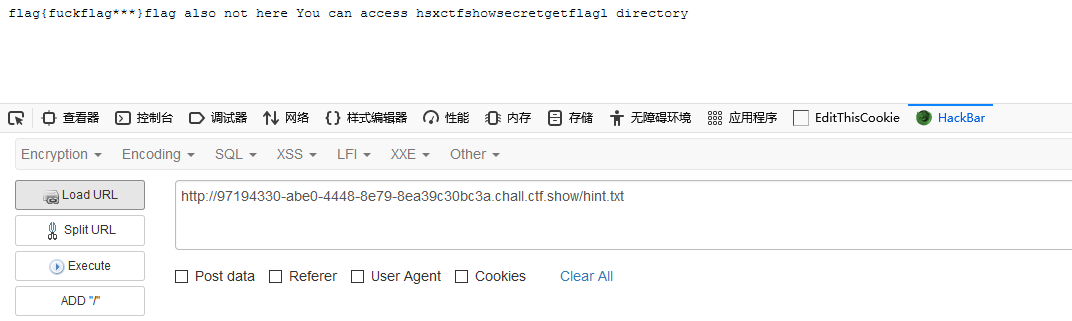 flag{fuckflag***}flag also not here You can access hsxctfshowsecretgetflagl directory
查看器 控制台 调试器 网络 样式编辑器 性能 内存 存储 无障碍环境 应用程序 EditThisCookie HackBar
Encryption Encoding SQL XSS LFI XXE Other
Load URL
http://97194330-abe0-4448-8e79-8ea39c30bc3a.chall.ctf.show/hint.txt
Split URL
Execute
Post data Referer User Agent Cookies Clear All
ADD "/"